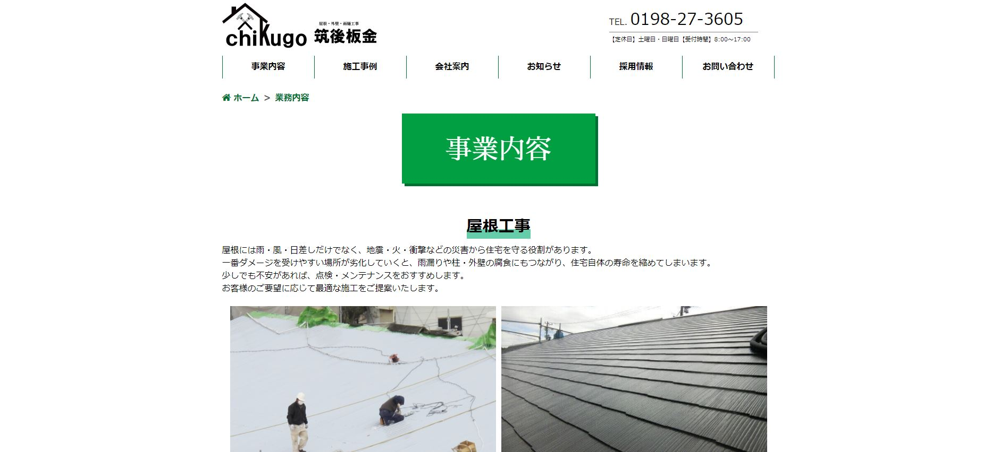 chikugo
屋根・外壁・雨樋工事
筑後板金
TEL. 0198-27-3605
【定休日】土曜日・日曜日【受付時間】8:00～17:00
事業内容
施工事例
会社案内
お知らせ
採用情報
お問い合わせ
ホーム > 業務内容
事業内容
屋根工事
屋根には雨・風・日差しだけでなく、地震・火・衝撃などの災害から住宅を守る役割があります。
一番ダメージを受けやすい場所が劣化していくと、雨漏りや柱・外壁の腐食にもつながり、住宅自体の寿命を縮めてしまいます。
少しでも不安があれば、点検・メンテナンスをおすすめします。
お客様のご要望に応じて最適な施工をご提案いたします。